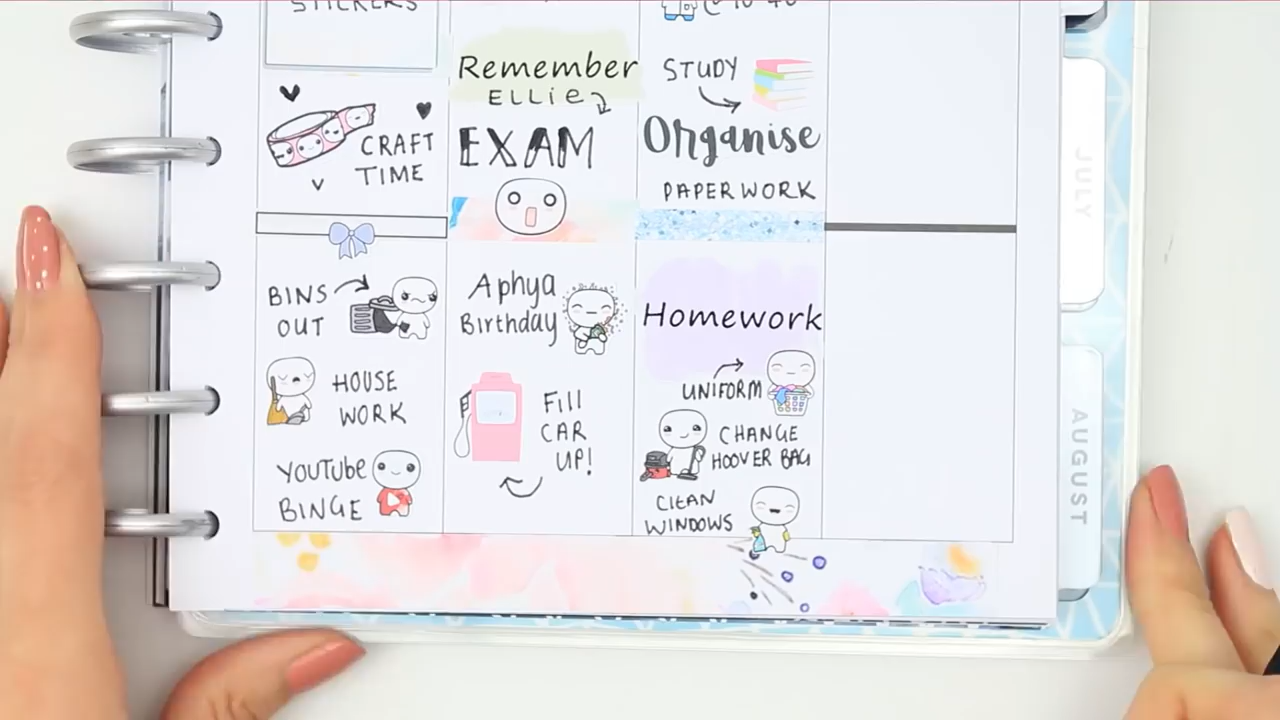 STICKERS
CRAFT
TIME
BINS
OUT
HOUSE
WORK
YOUTUBE
BINGE
Remember
ELLIE
EXAM
Aphya
Birthday
Fill
CAR
UP!
STUDY
Organise
PAPERWORK
Homework
UNIFORM
CHANGE
HOOVER BAG
CLEAN
WINDOWS
JULY
AUGUST